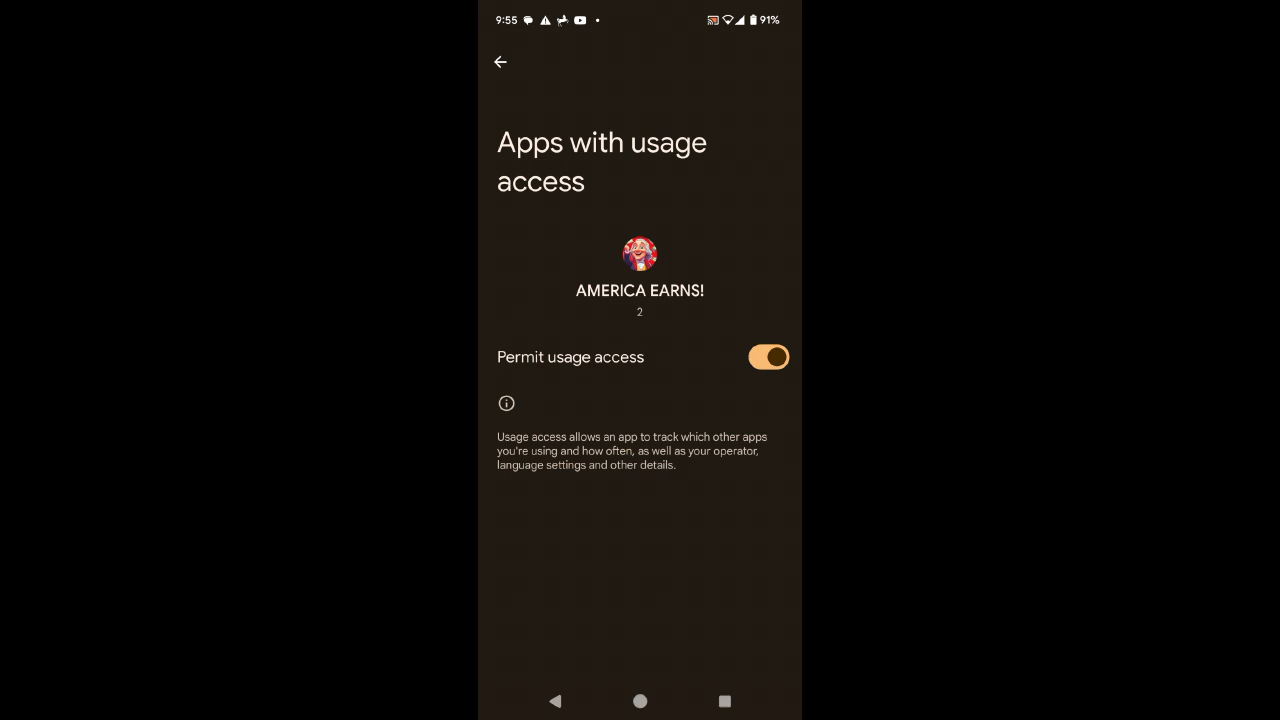 9:55 91%
Apps with usage
access
AMERICA EARNS!
2
Permit usage access
Usage access allows an app to track which other apps
you're using and how often, as well as your operator,
language settings and other details.